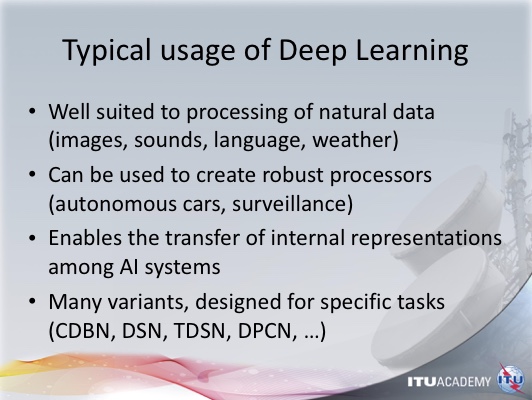 Typical usage of Deep Learning
• Well suited to processing of natural data
(images, sounds, language, weather)
• Can be used to create robust processors
(autonomous cars, surveillance)
• Enables the transfer of internal representations
among AI systems
• Many variants, designed for specific tasks
(CDBN, DSN, TDSN, DPCN, …)
ITUACADEMY ITU